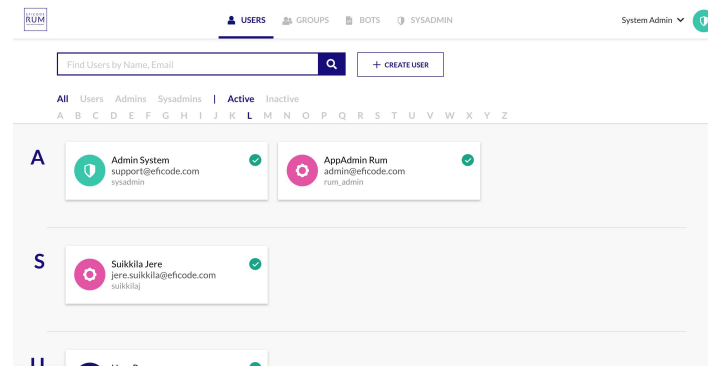 EFICODE
RUM
USERS GROUPS BOTS SYSADMIN System Admin
Find Users by Name, Email + CREATE USER
All Users Admins Sysadmins | Active Inactive
A B C D E F G H I J K L M N O P Q R S T U V W X Y Z
A
Admin System
support@eficode.com
sysadmin
AppAdmin Rum
admin@eficode.com
rum_admin
S
Suikkila Jere
jere.suikkila@eficode.com
suikkilaj